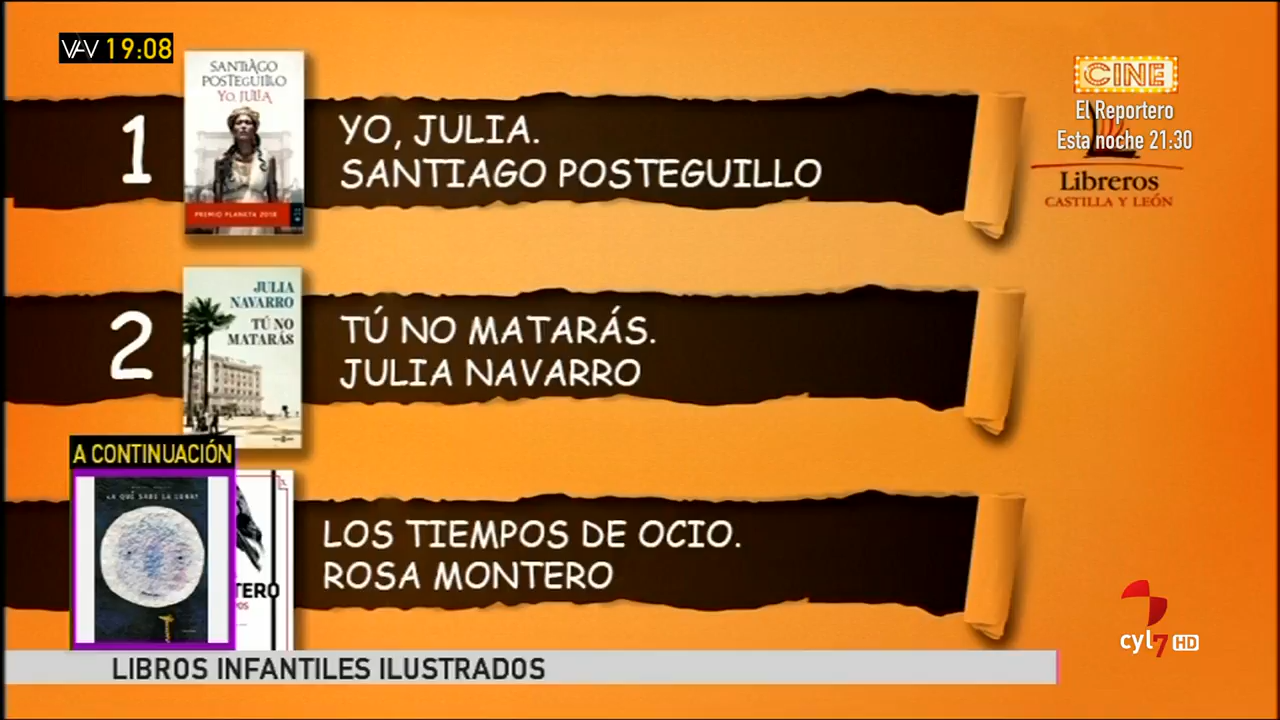 VAV 19:08
CINE
El Reportero
Esta noche 21:30
Libreros
CASTILLA Y LEÓN
1
SANTIAGO
POSTEGUILLO
YO, JULIA
PREMIO PLANETA 2018
YO, JULIA.
SANTIAGO POSTEGUILLO
2
JULIA
NAVARRO
TÚ NO
MATARÁS
TÚ NO MATARÁS.
JULIA NAVARRO
A CONTINUACIÓN
¿A QUÉ SABE LA LUNA?
TERO
POS
LOS TIEMPOS DE OCIO.
ROSA MONTERO
cyl7 HD
LIBROS INFANTILES ILUSTRADOS